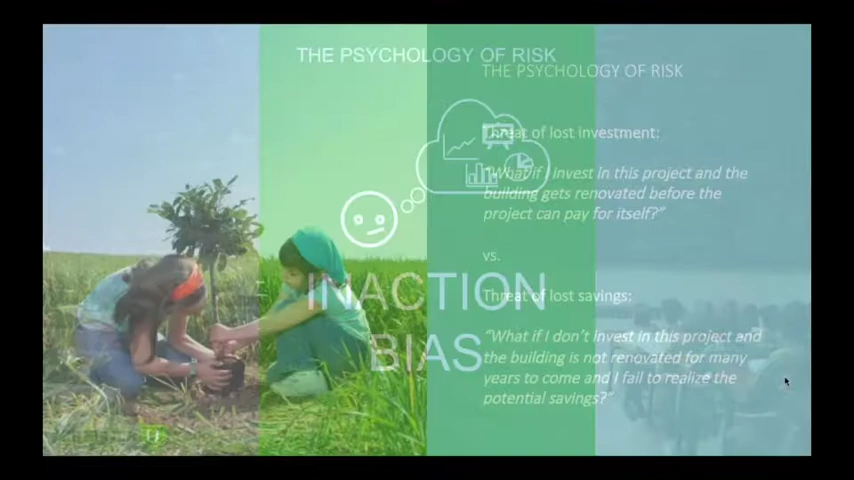 THE PSYCHOLOGY OF RISK
THE PSYCHOLOGY OF RISK
Threat of lost investment:
"What if I invest in this project and the
building gets renovated before the
project can pay for itself?"
vs.
INACTION
BIAS
Threat of lost savings:
"What if I don't invest in this project and
the building is not renovated for many
years to come and I fail to realize the
potential savings?"